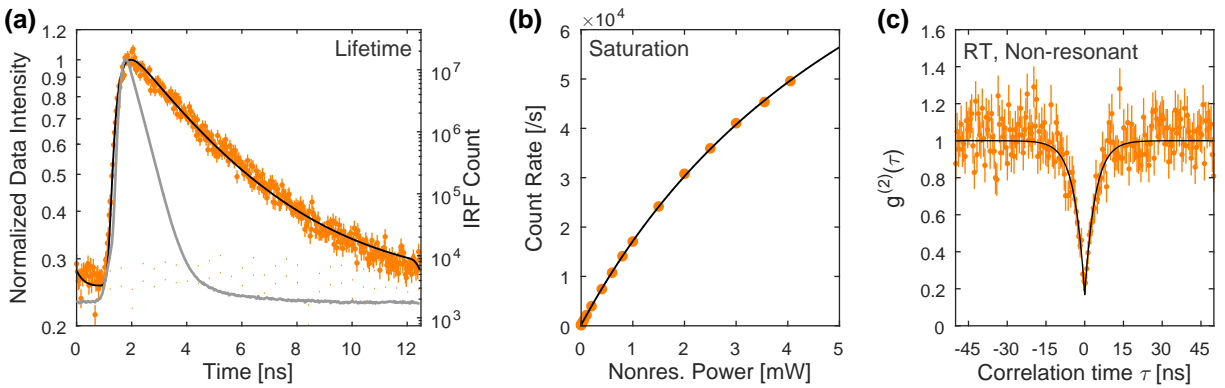 (a)
Lifetime
Normalized Data Intensity
1.2
1
0.9
0.8
0.7
0.6
0.5
0.4
0.3
0.2
10^7
10^6
10^5
10^4
10^3
IRF Count
0 2 4 6 8 10 12
Time [ns]
(b)
×10^4
Saturation
Count Rate [/s]
6
5
4
3
2
1
0
0 1 2 3 4 5
Nonres. Power [mW]
(c)
RT, Non-resonant
g^(2)(τ)
1.6
1.4
1.2
1
0.8
0.6
0.4
0.2
0
-45 -30 -15 0 15 30 45
Correlation time τ [ns]